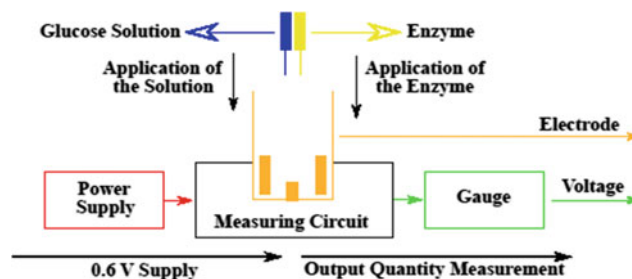 Glucose Solution
Enzyme
Application of
the Solution
Application of
the Enzyme
Electrode
Power
Supply
Measuring Circuit
Gauge
Voltage
0.6 V Supply
Output Quantity Measurement